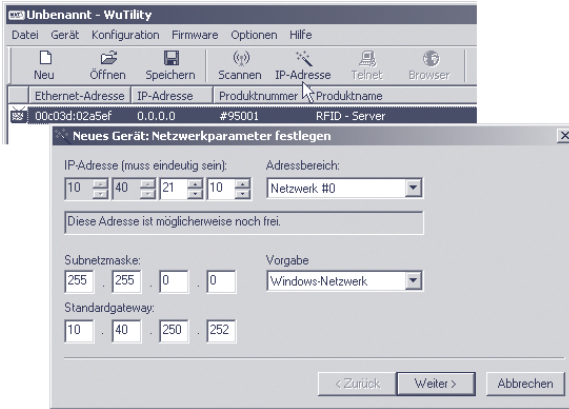 Unbenannt - WuTility
Datei Gerät Konfiguration Firmware Optionen Hilfe
Neu Öffnen Speichern Scannen IP-Adresse Telnet Browser
Ethernet-Adresse IP-Adresse Produktnummer Produktname
00c03d:02a5ef 0.0.0.0 #95001 RFID - Server
Neues Gerät: Netzwerkparameter festlegen
IP-Adresse (muss eindeutig sein): Adressbereich:
10 40 21 10 Netzwerk #0
Diese Adresse ist möglicherweise noch frei.
Subnetzmaske: Vorgabe
255 . 255 . 0 . 0 Windows-Netzwerk
Standardgateway:
10 . 40 . 250 . 252
< Zurück Weiter > Abbrechen